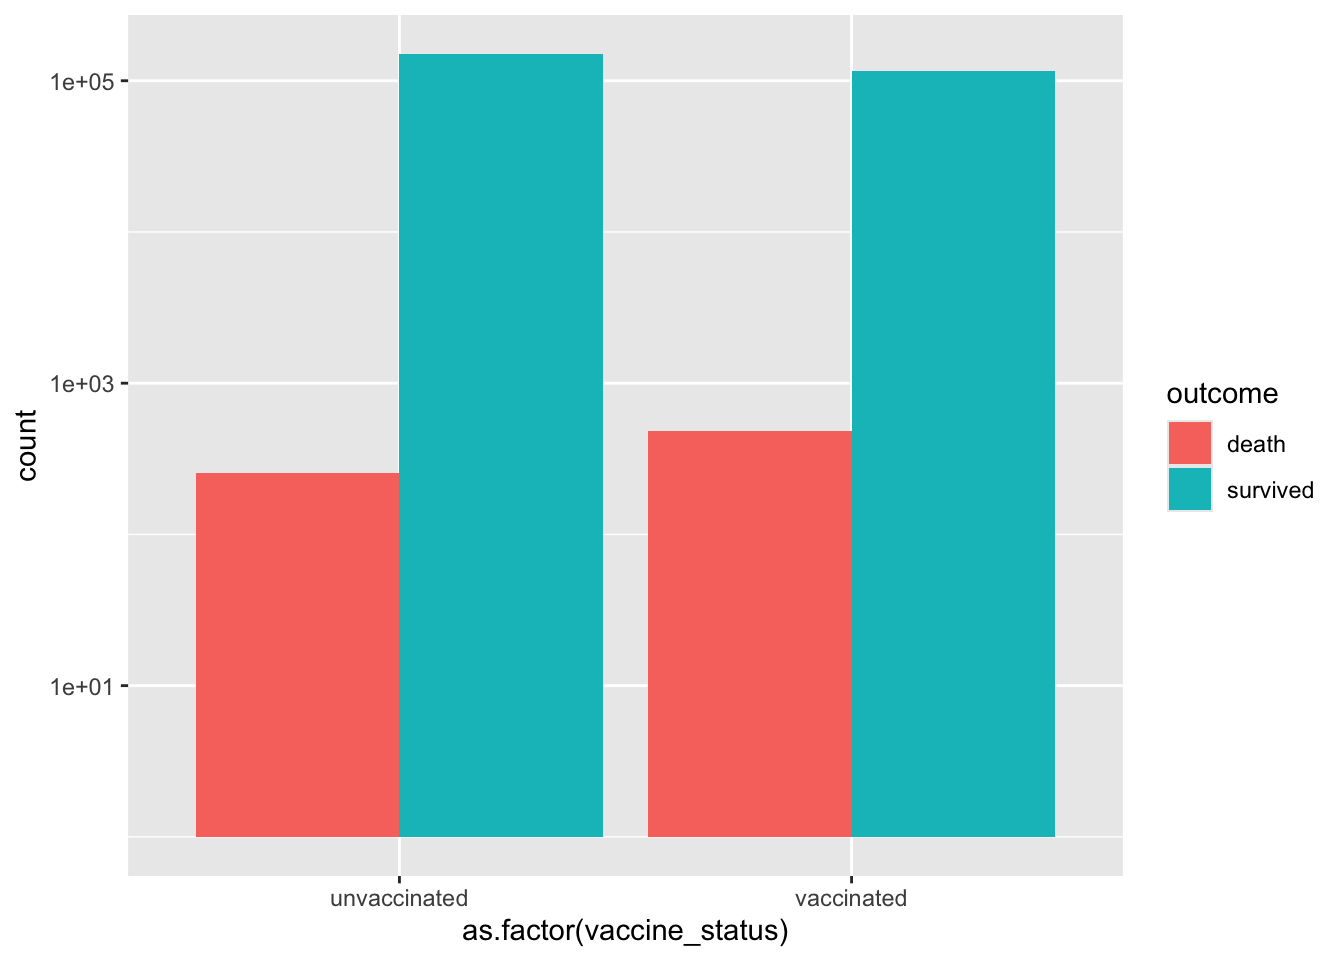 1e+05
1e+03
1e+01
count
unvaccinated
vaccinated
as.factor(vaccine_status)
outcome
death
survived